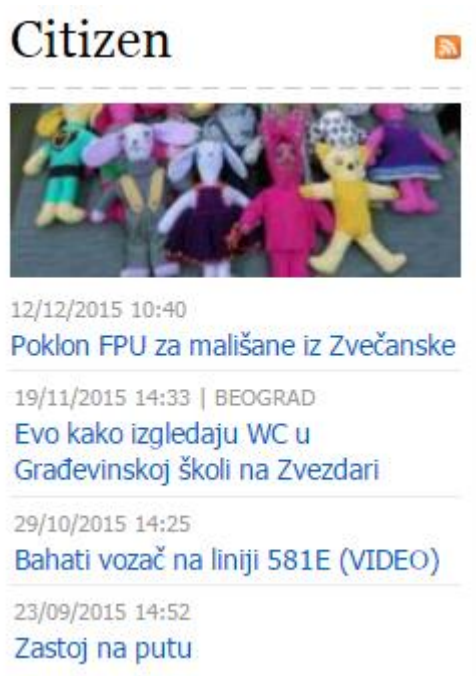 Citizen
12/12/2015 10:40
Poklon FPU za mališane iz Zvečanske
19/11/2015 14:33 | BEOGRAD
Evo kako izgledaju WC u
Građevinskoj školi na Zvezdari
29/10/2015 14:25
Bahati vozač na liniji 581E (VIDEO)
23/09/2015 14:52
Zastoj na putu